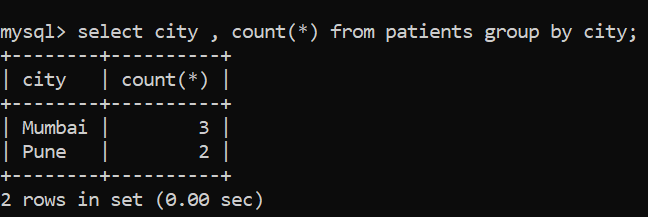 mysql> select city , count(*) from patients group by city;
+--------+----------+
| city   | count(*) |
+--------+----------+
| Mumbai |        3 |
| Pune   |        2 |
+--------+----------+
2 rows in set (0.00 sec)